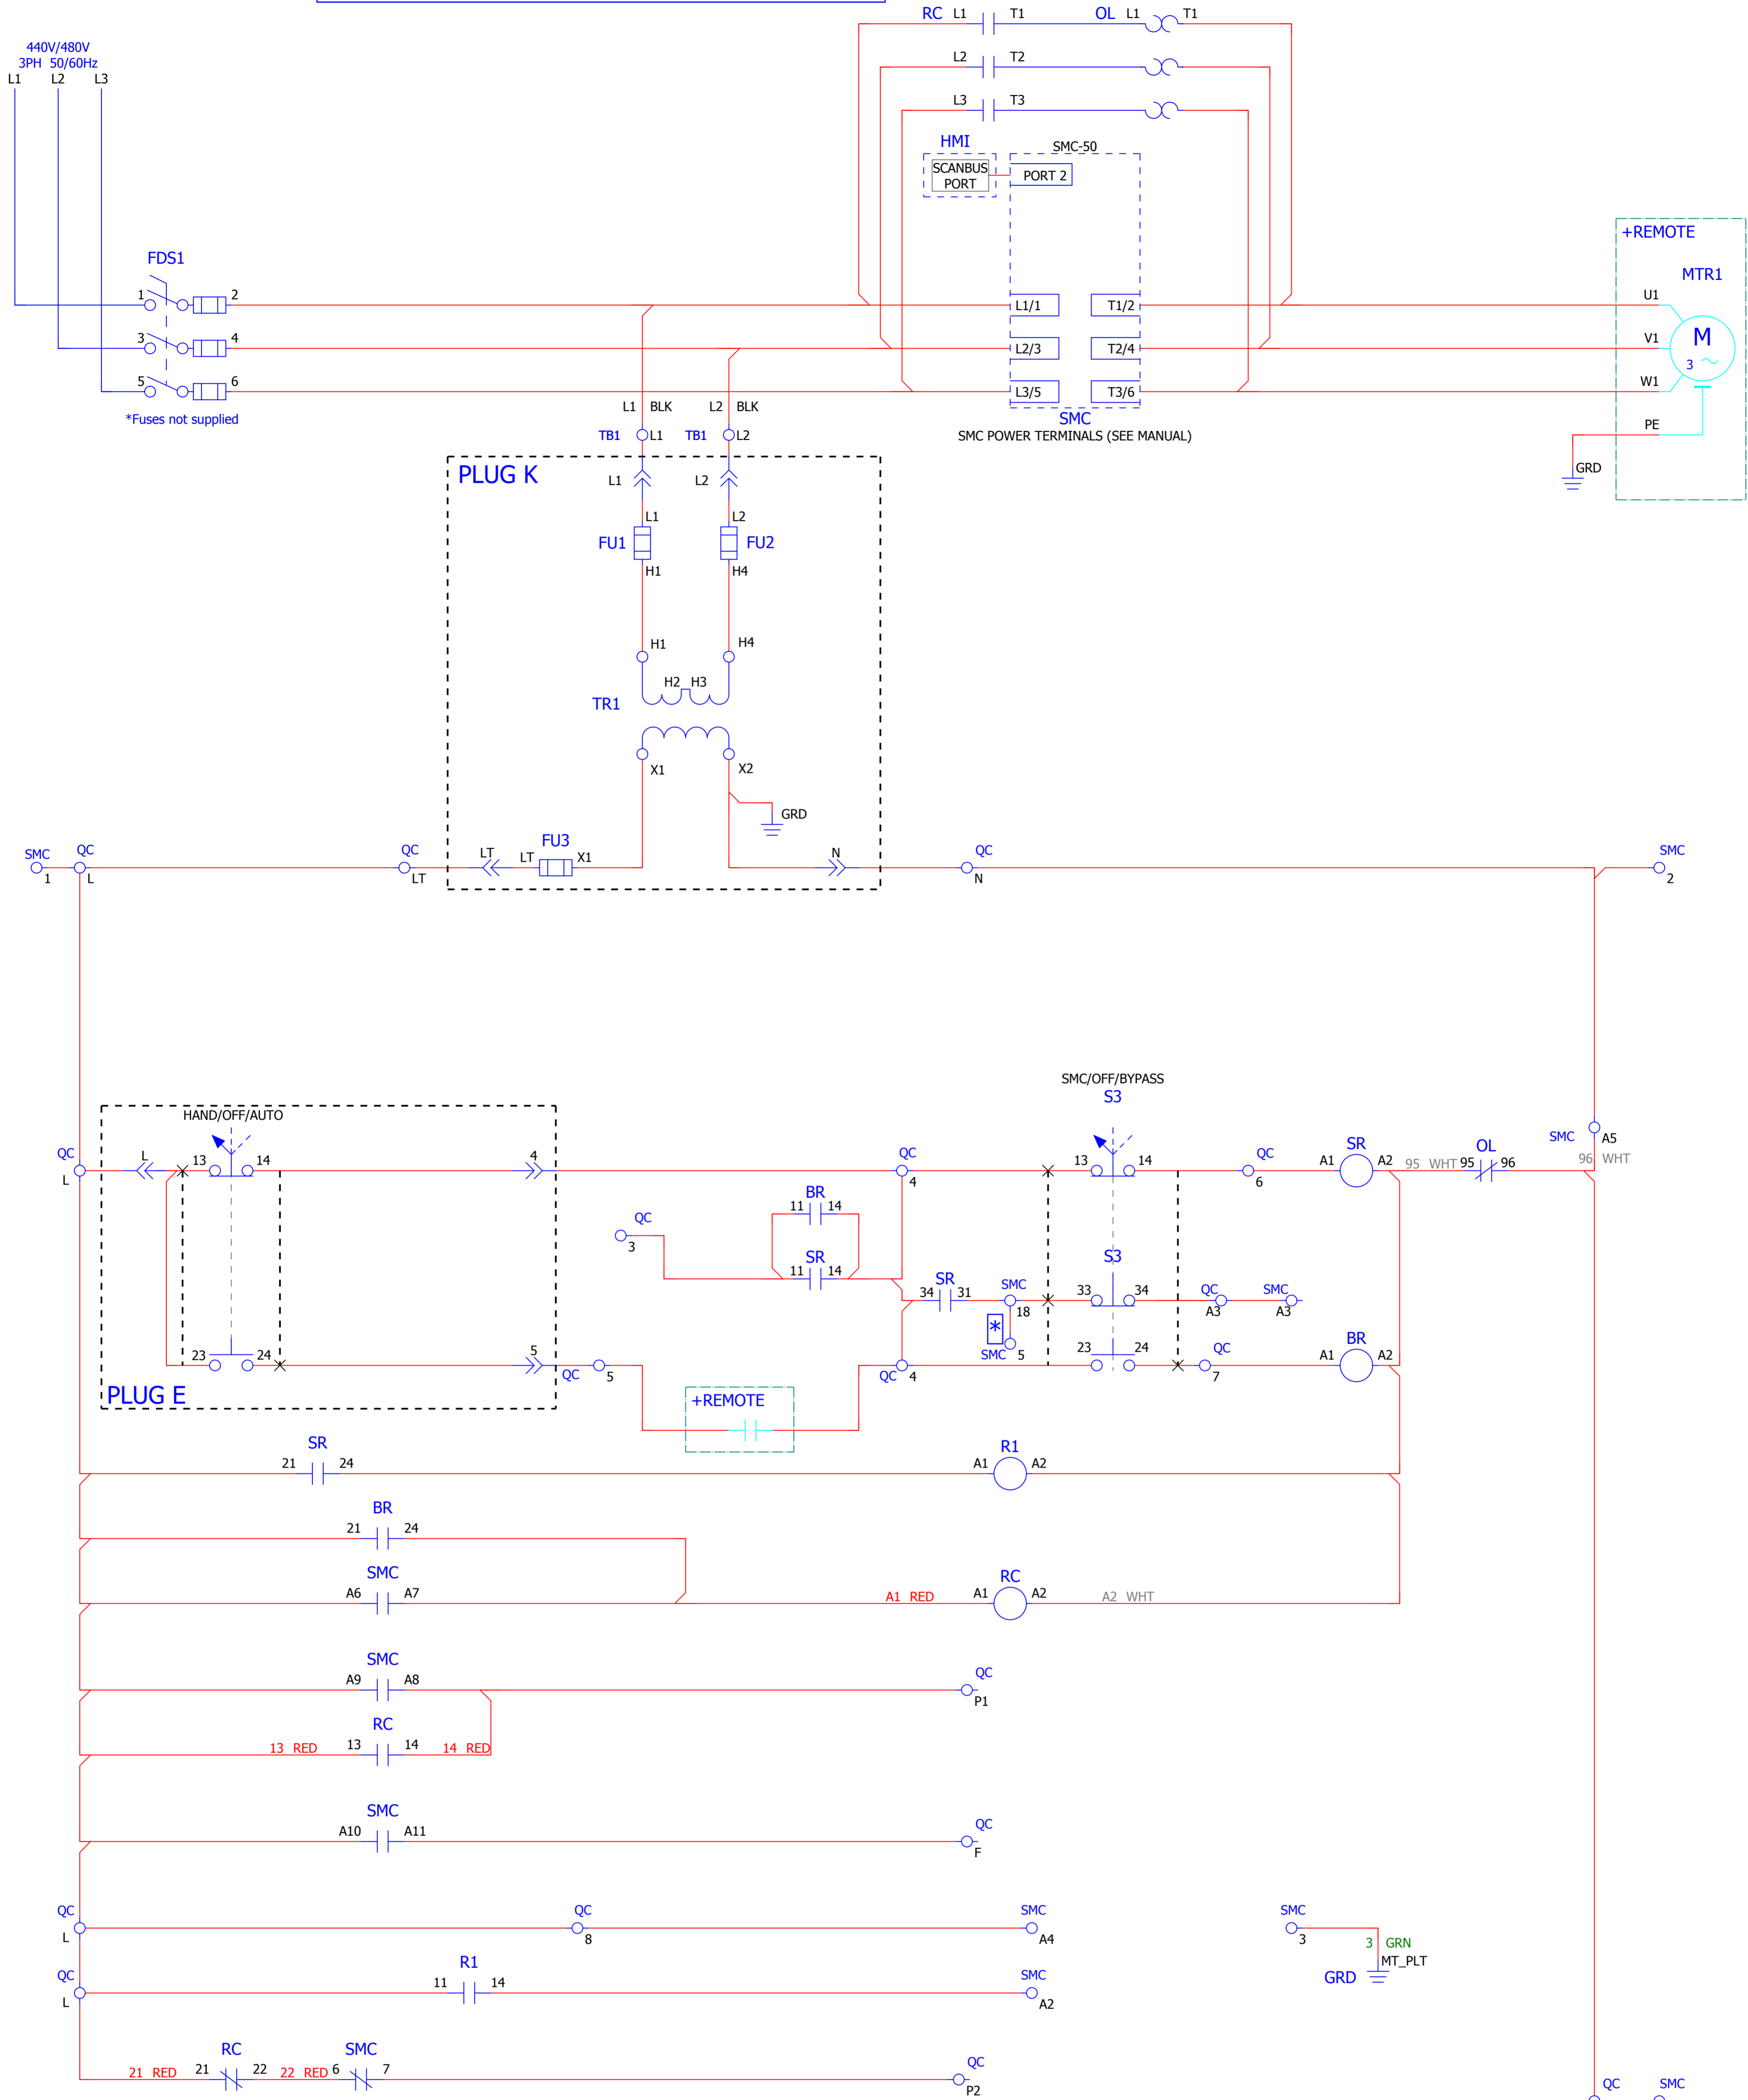 RC L1 T1 OL L1 T1
440V/480V
3PH 50/60Hz
L1 L2 L3
L2 T2
L3 T3
HMI
SMC-50
SCANBUS
PORT
PORT 2
+REMOTE
FDS1
MTR1
1 2 L1/1 T1/2 U1
3 4 L2/3 T2/4 V1
M
3
5 6 L3/5 T3/6 W1
*Fuses not supplied
L1 BLK L2 BLK
SMC
PE
TB1 L1 TB1 L2
SMC POWER TERMINALS (SEE MANUAL)
GRD
PLUG K
L1 L2
L1 L2
FU1 FU2
H1 H4
H1 H4
H2 H3
TR1
X1 X2
GRD
FU3
SMC QC QC LT LT X1 N QC SMC
1 L LT N 2
SMC/OFF/BYPASS
S3
HAND/OFF/AUTO
SMC A5
QC L 13 14 4 QC 13 14 QC SR OL
A1 A2 95 WHT 95 96 96 WHT
L 4 6
BR
11 14
QC
3
SR
11 14
S3
SR
34 31 SMC 33 34 QC SMC
18 A3 A3
*
SMC 5
23 24 5 23 24 QC BR
A1 A2
QC 5 QC 4 7
PLUG E
+REMOTE
SR R1
21 24 A1 A2
BR
21 24
SMC RC
A6 A7 A1 RED A1 A2 A2 WHT
SMC
A9 A8 QC
P1
RC
13 RED 13 14 14 RED
SMC
A10 A11 QC
F
QC QC SMC SMC
L 8 A4 3
3 GRN
MT_PLT
GRD
QC R1 SMC
L 11 14 A2
RC SMC
21 RED 21 22 22 RED 6 7 QC
P2
QC SMC